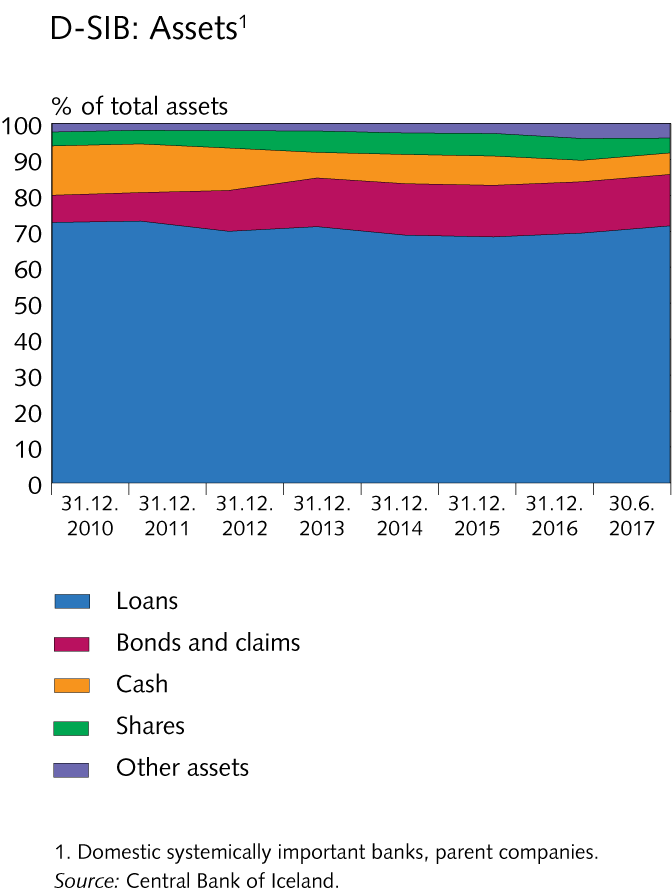 D-SIB: Assets¹
% of total assets
100
90
80
70
60
50
40
30
20
10
0
31.12. 31.12. 31.12. 31.12. 31.12. 31.12. 31.12. 30.6.
2010 2011 2012 2013 2014 2015 2016 2017
Loans
Bonds and claims
Cash
Shares
Other assets
1. Domestic systemically important banks, parent companies.
Source: Central Bank of Iceland.